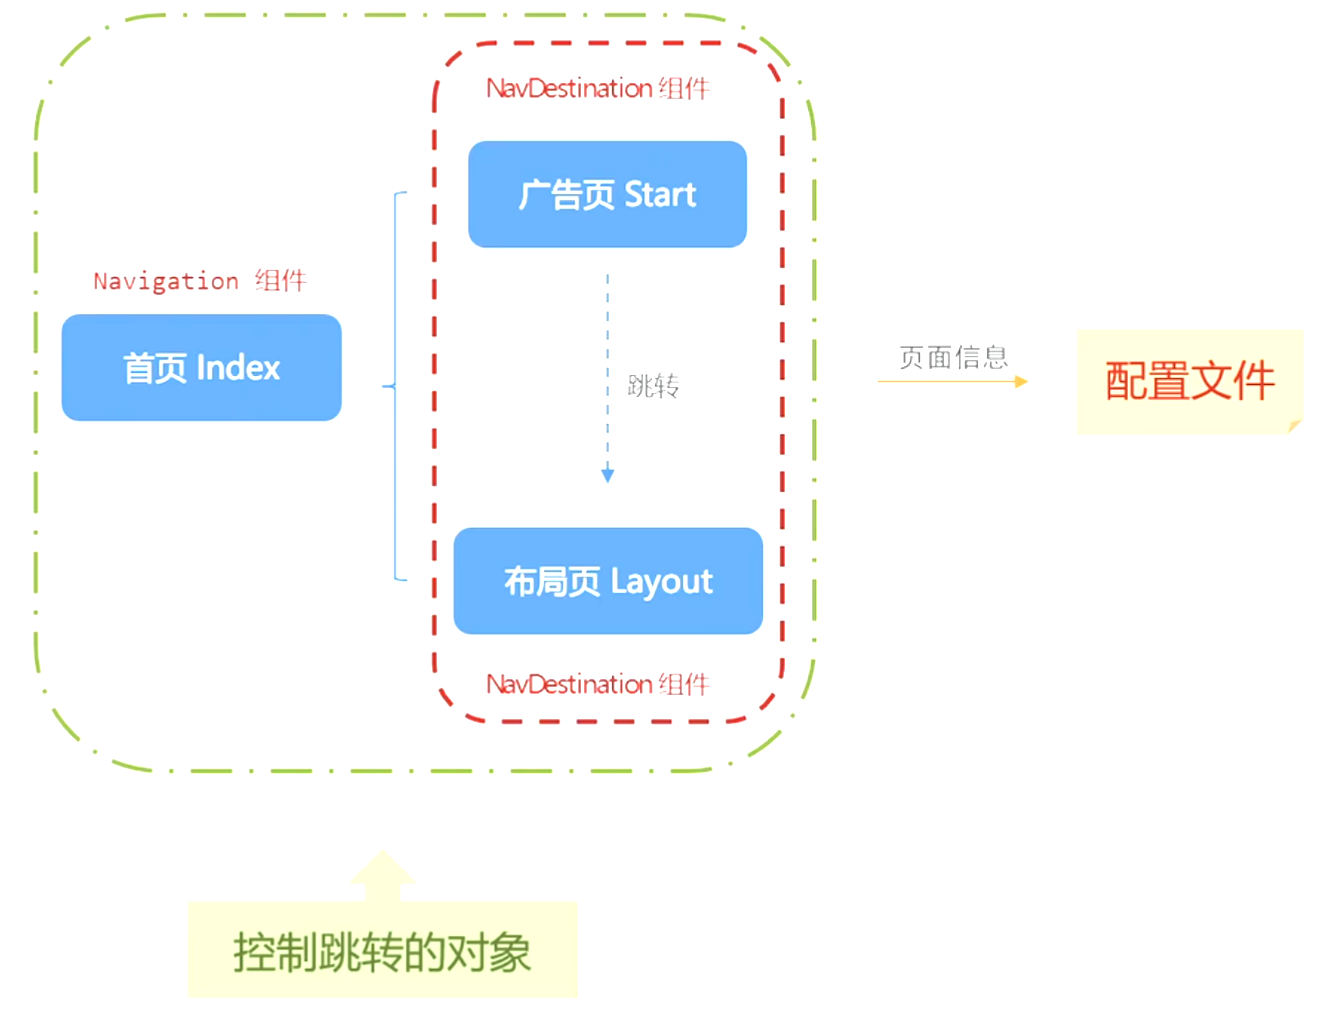 NavDestination 组件
广告页 Start
Navigation 组件
首页 Index
跳转
页面信息
配置文件
布局页 Layout
NavDestination 组件
控制跳转的对象